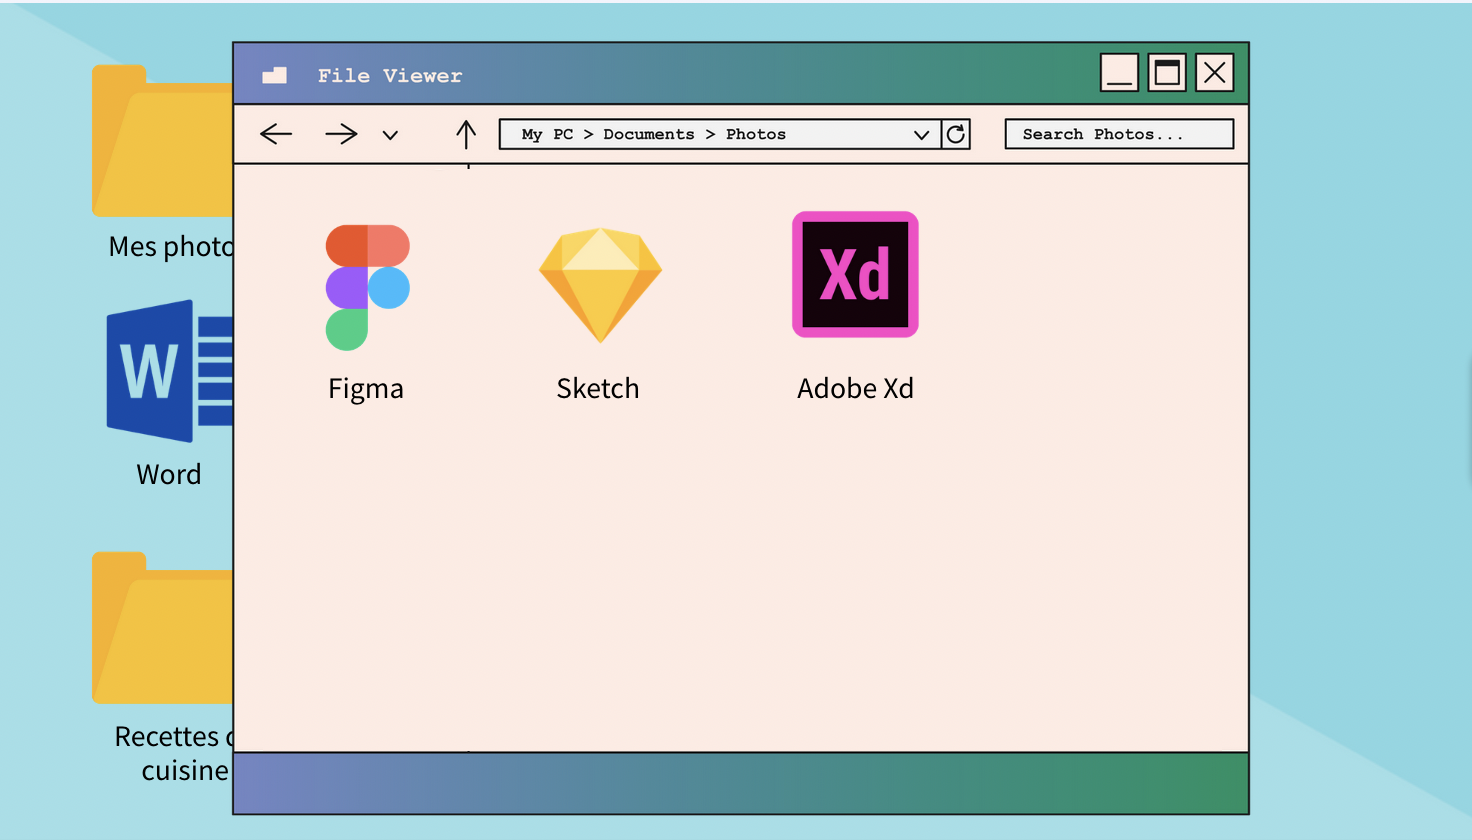 File Viewer
My PC > Documents > Photos
Search Photos...
Mes photo
Xd
Figma
Sketch
Adobe Xd
W
Word
Recettes
cuisine